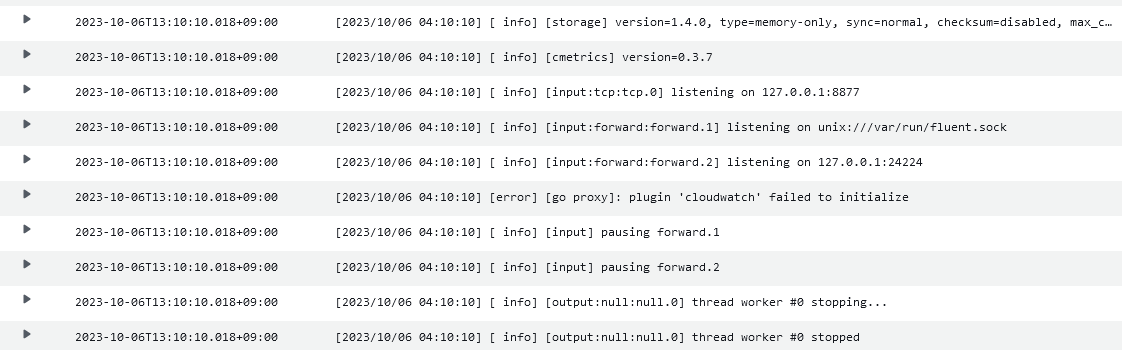 2023-10-06T13:10:10.018+09:00 [2023/10/06 04:10:10] [ info] [storage] version=1.4.0, type=memory-only, sync=normal, checksum=disabled, max_c…
2023-10-06T13:10:10.018+09:00 [2023/10/06 04:10:10] [ info] [cmetrics] version=0.3.7
2023-10-06T13:10:10.018+09:00 [2023/10/06 04:10:10] [ info] [input:tcp:tcp.0] listening on 127.0.0.1:8877
2023-10-06T13:10:10.018+09:00 [2023/10/06 04:10:10] [ info] [input:forward:forward.1] listening on unix:///var/run/fluent.sock
2023-10-06T13:10:10.018+09:00 [2023/10/06 04:10:10] [ info] [input:forward:forward.2] listening on 127.0.0.1:24224
2023-10-06T13:10:10.018+09:00 [2023/10/06 04:10:10] [error] [go proxy]: plugin 'cloudwatch' failed to initialize
2023-10-06T13:10:10.018+09:00 [2023/10/06 04:10:10] [ info] [input] pausing forward.1
2023-10-06T13:10:10.018+09:00 [2023/10/06 04:10:10] [ info] [input] pausing forward.2
2023-10-06T13:10:10.018+09:00 [2023/10/06 04:10:10] [ info] [output:null:null.0] thread worker #0 stopping...
2023-10-06T13:10:10.018+09:00 [2023/10/06 04:10:10] [ info] [output:null:null.0] thread worker #0 stopped